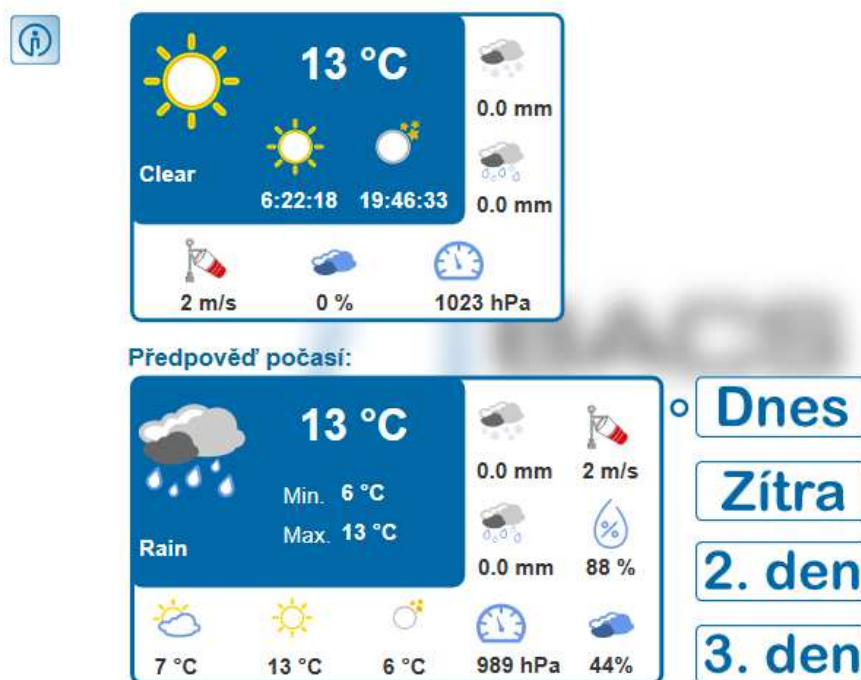 13 °C
0.0 mm
Clear
6:22:18 19:46:33
0.0 mm
2 m/s 0 % 1023 hPa
Předpověď počasí:
13 °C
Min. 6 °C
Max. 13 °C
Rain
0.0 mm 2 m/s
%
0.0 mm 88 %
7 °C 13 °C 6 °C 989 hPa 44%
Dnes
Zítra
2. den
3. den